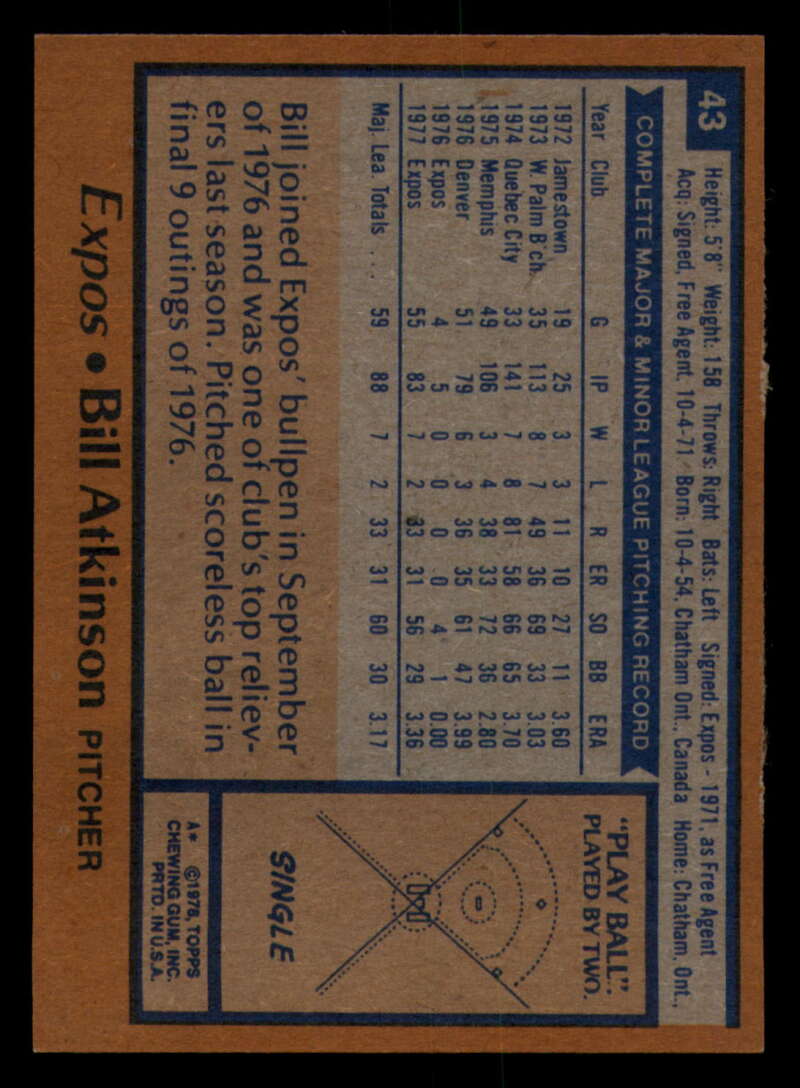 43
Height: 5'8" Weight: 158 Throws: Right Bats: Left Signed: Expos - 1971, as Free Agent
Acq: Signed, Free Agent, 10-4-71 Born: 10-4-54, Chatham Ont., Canada Home: Chatham, Ont.,
COMPLETE MAJOR & MINOR LEAGUE PITCHING RECORD
Year Club G IP W L R ER SO BB ERA
1972 Jamestown 19 25 3 3 11 10 27 11 3.60
1973 W. Palm B'ch. 35 113 8 7 49 36 69 33 3.03
1974 Quebec City 33 141 7 8 81 58 66 65 3.70
1975 Memphis 49 106 3 4 38 33 72 36 2.80
1976 Denver 51 79 6 3 36 35 61 47 3.99
1976 Expos 4 5 0 0 0 0 4 1 0.00
1977 Expos 55 83 7 2 33 31 56 29 3.36
Maj. Lea. Totals ... 59 88 7 2 33 31 60 30 3.17
Bill joined Expos' bullpen in September
of 1976 and was one of club's top reliev-
ers last season. Pitched scoreless ball in
final 9 outings of 1976.
"PLAY BALL":
PLAYED BY TWO.
SINGLE
A* ©1978, TOPPS
CHEWING GUM, INC.
PRTD. IN U.S.A.
Expos • Bill Atkinson PITCHER